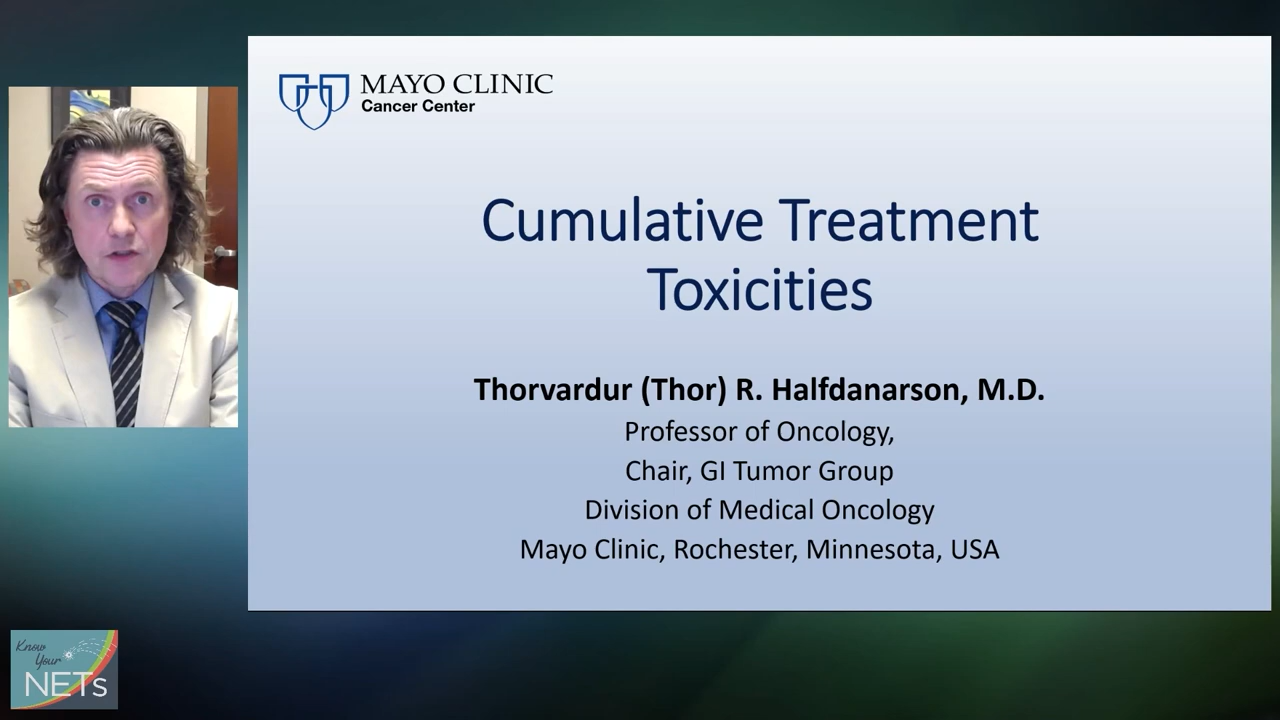 MAYO CLINIC
Cancer Center
Cumulative Treatment
Toxicities
Thorvardur (Thor) R. Halfdanarson, M.D.
Professor of Oncology,
Chair, GI Tumor Group
Division of Medical Oncology
Mayo Clinic, Rochester, Minnesota, USA
Know
Your
NETs